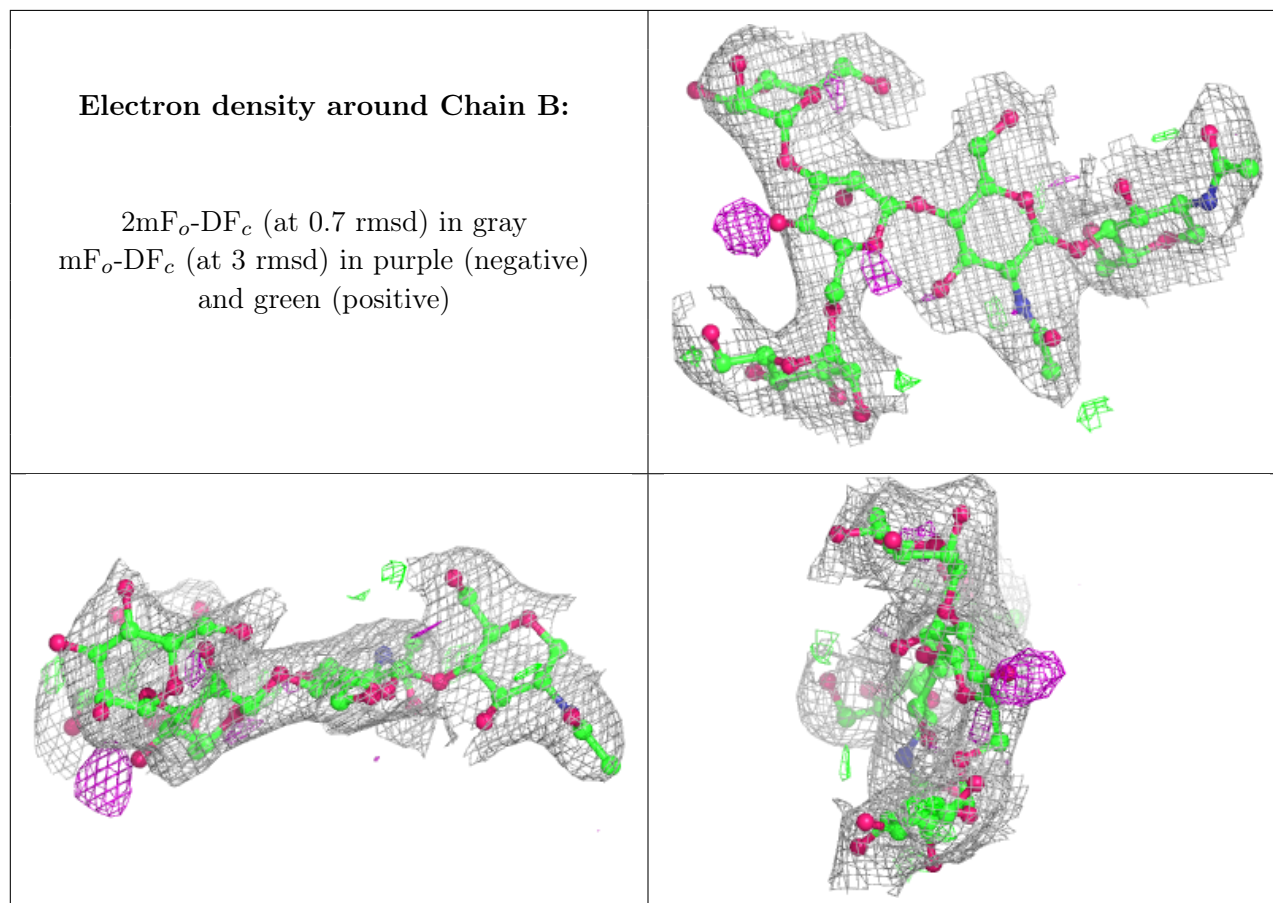 Electron density around Chain B:
2mFₒ-DF𝒸 (at 0.7 rmsd) in gray
mFₒ-DF𝒸 (at 3 rmsd) in purple (negative)
and green (positive)